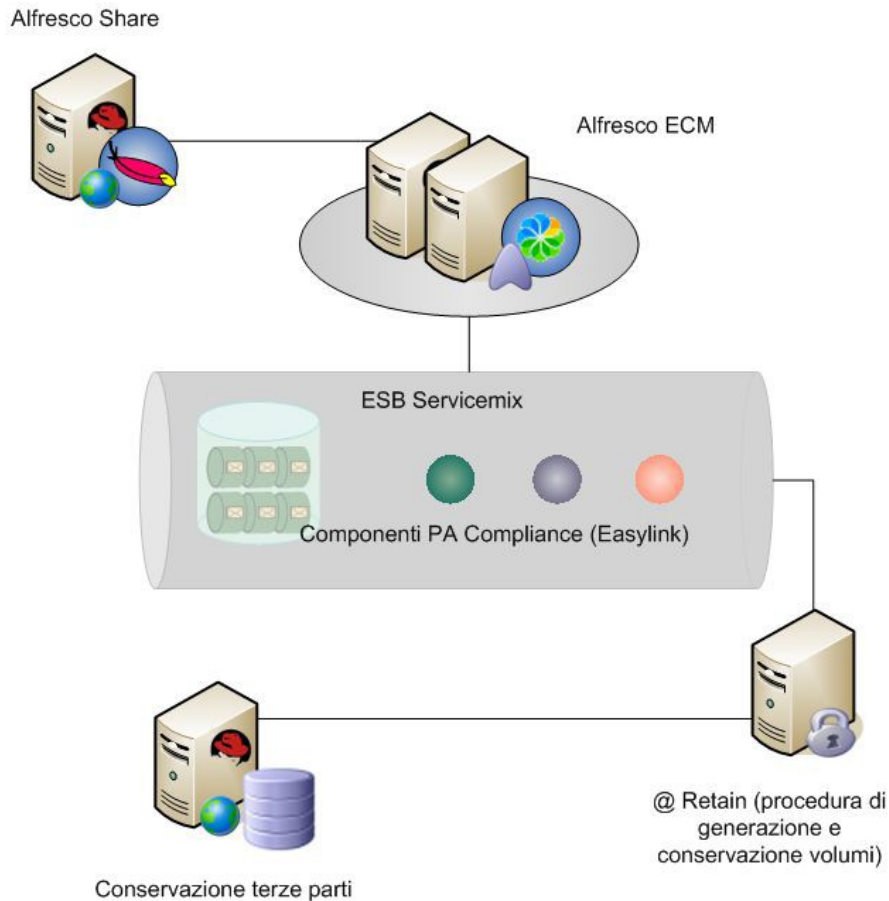 Alfresco Share
Alfresco ECM
ESB Servicemix
Componenti PA Compliance (Easylink)
@ Retain (procedura di
generazione e
conservazione volumi)
Conservazione terze parti